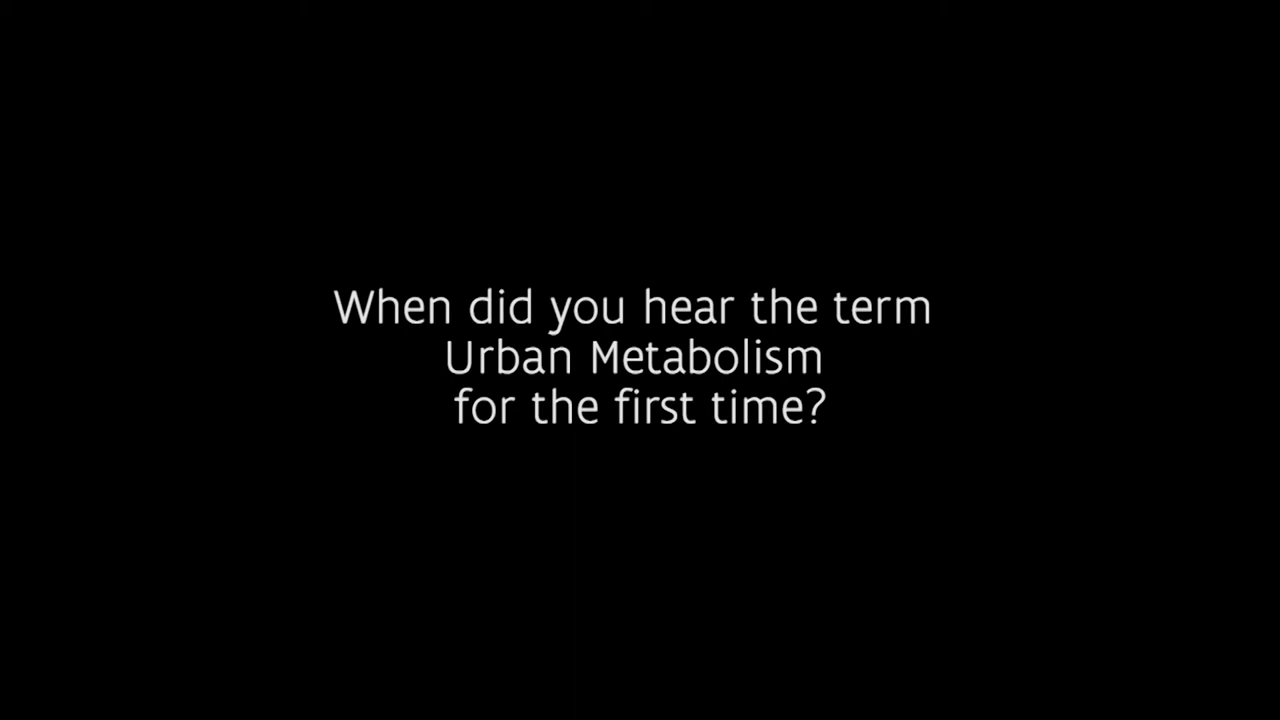 When did you hear the term
Urban Metabolism
for the first time?